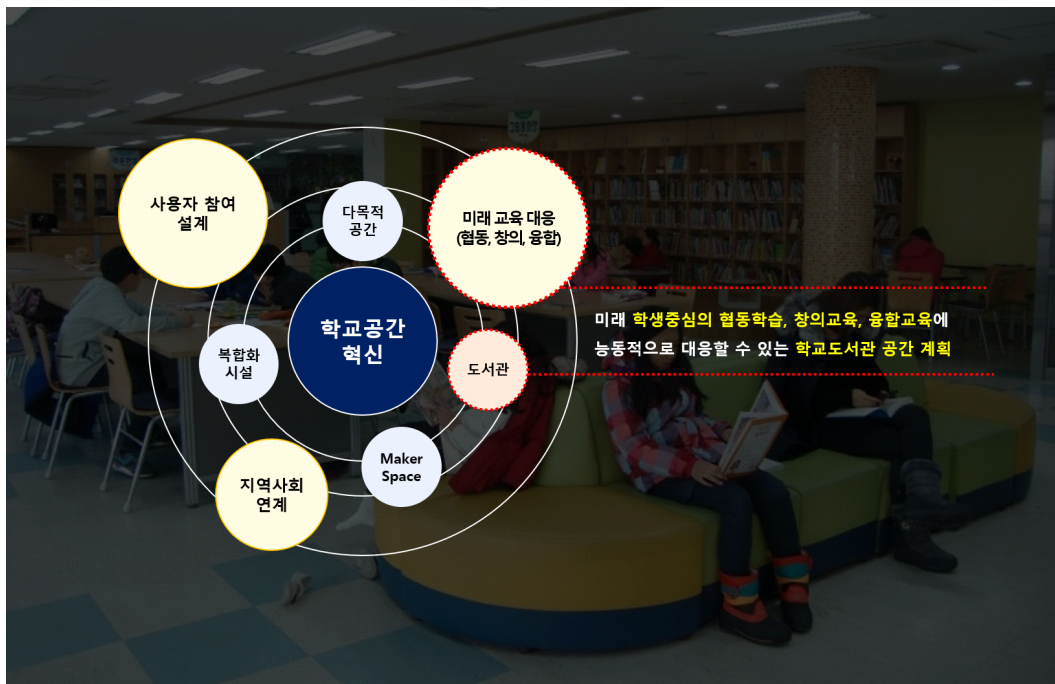 사용자 참여
설계
다목적
공간
미래 교육 대응
(협동, 창의, 융합)
학교공간
혁신
복합화
시설
도서관
지역사회
연계
Maker
Space
미래 학생중심의 협동학습, 창의교육, 융합교육에
능동적으로 대응할 수 있는 학교도서관 공간 계획